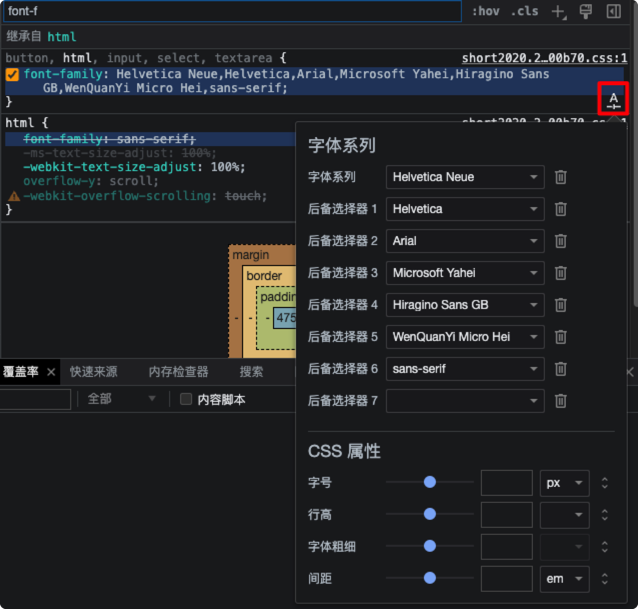 font-f
:hov .cls
继承自 html
button, html, input, select, textarea { short2020.2…00b70.css:1
font-family: Helvetica Neue,Helvetica,Arial,Microsoft Yahei,Hiragino Sans
GB,WenQuanYi Micro Hei,sans-serif;
}
A
html {
font-family: sans-serif;
-ms-text-size-adjust: 100%;
-webkit-text-size-adjust: 100%;
overflow-y: scroll;
-webkit-overflow-scrolling: touch;
}
margin
border
- - - 475
字体系列
字体系列 Helvetica Neue
后备选择器 1 Helvetica
后备选择器 2 Arial
后备选择器 3 Microsoft Yahei
后备选择器 4 Hiragino Sans GB
后备选择器 5 WenQuanYi Micro Hei
后备选择器 6 sans-serif
后备选择器 7
CSS 属性
字号 px
行高
字体粗细
间距 em
覆盖率 快速来源 内存检查器 搜索
全部 内容脚本